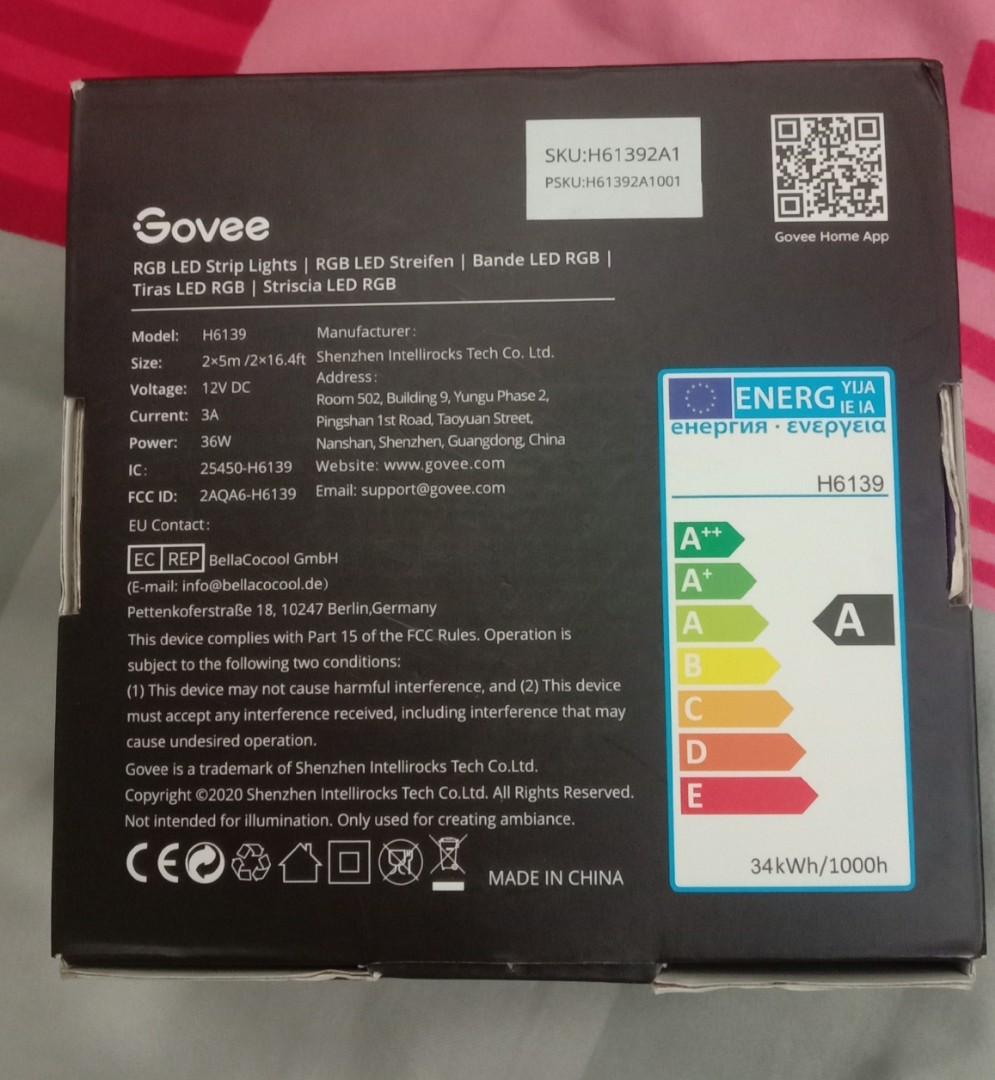 SKU:H61392A1
PSKU:H61392A1001
Govee Home App
Govee
RGB LED Strip Lights | RGB LED Streifen | Bande LED RGB |
Tiras LED RGB | Striscia LED RGB
Model: H6139
Size: 2×5m /2×16.4ft
Voltage: 12V DC
Current: 3A
Power: 36W
IC: 25450-H6139
FCC ID: 2AQA6-H6139
Manufacturer:
Shenzhen Intellirocks Tech Co. Ltd.
Address:
Room 502, Building 9, Yungu Phase 2,
Pingshan 1st Road, Taoyuan Street,
Nanshan, Shenzhen, Guangdong, China
Website: www.govee.com
Email: support@govee.com
EU Contact:
EC REP BellaCocool GmbH
(E-mail: info@bellacocool.de)
Pettenkoferstraße 18, 10247 Berlin,Germany
This device complies with Part 15 of the FCC Rules. Operation is
subject to the following two conditions:
(1) This device may not cause harmful interference, and (2) This device
must accept any interference received, including interference that may
cause undesired operation.
Govee is a trademark of Shenzhen Intellirocks Tech Co.Ltd.
Copyright ©2020 Shenzhen Intellirocks Tech Co.Ltd. All Rights Reserved.
Not intended for illumination. Only used for creating ambiance.
CE
MADE IN CHINA
ENERG YIJA
IE IA
енергия · ενεργεια
H6139
A++
A+
A
A
B
C
D
E
34kWh/1000h